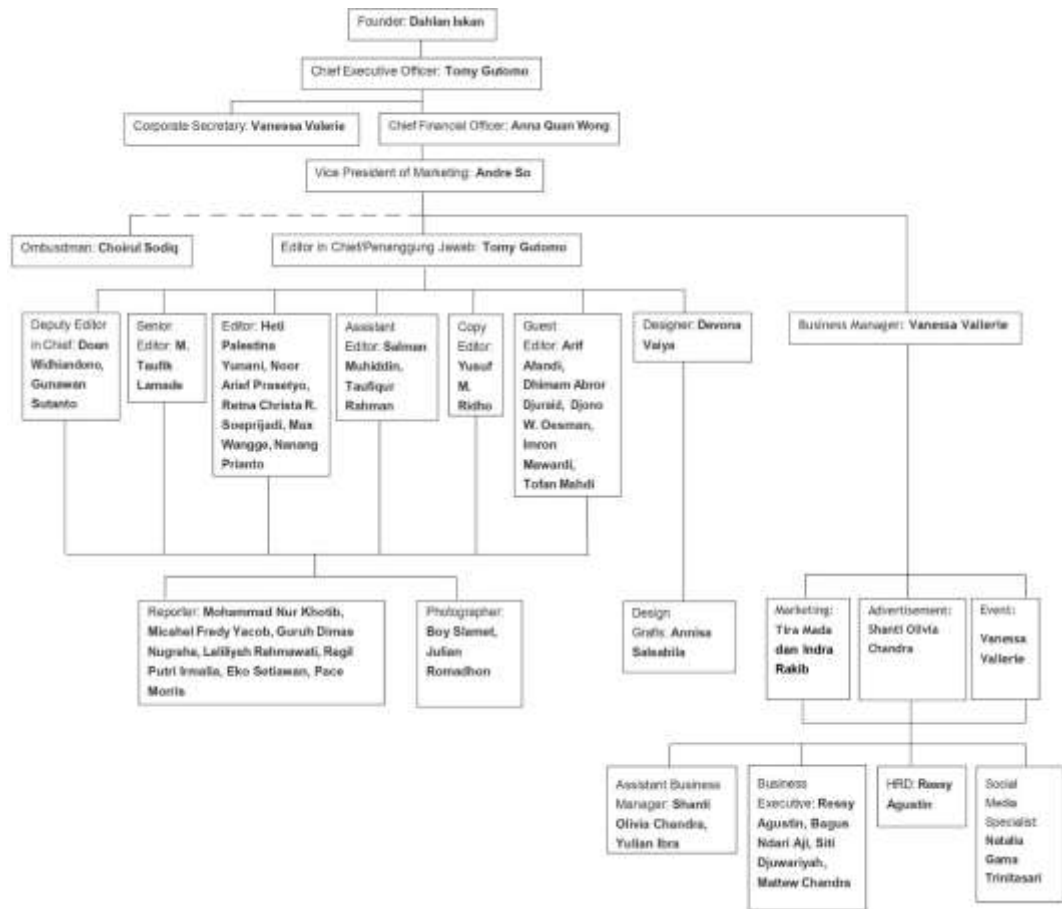 Founder: Dahlan Iskan
Chief Executive Officer: Tomy Gutomo
Corporate Secretary: Vanessa Valerie
Chief Financial Officer: Anna Quan Wong
Vice President of Marketing: Andre So
Ombustman: Choirul Sodiq
Editor in Chief/Penanggung Jawab: Tomy Gutomo
Deputy Editor
in Chief: Doan
Widhiandono,
Gunawan
Sutanto
Senior
Editor: M.
Taufik
Lamade
Editor: Heti
Palestina
Yunani, Noor
Arief Prasetyo,
Retna Christa R.
Soeprijadi, Max
Wangge, Nanang
Prianto
Assistant
Editor: Salman
Muhiddin,
Taufiqur
Rahman
Copy
Editor:
Yusuf
M.
Ridho
Guest
Editor: Arif
Afandi,
Dhimam Abror
Djuraid, Djono
W. Oesman,
Imron
Mawardi,
Tofan Mahdi
Designer: Devona
Vaiya
Business Manager: Vanessa Vallerie
Reporter: Mohammad Nur Khotib,
Micahel Fredy Yacob, Guruh Dimas
Nugraha, Lailiyah Rahmawati, Regil
Putri Irmalia, Eko Setiawan, Pace
Morris
Photographer:
Boy Slamet,
Julian
Romadhon
Design
Grafis: Annisa
Salsabila
Marketing:
Tira Mada
dan Indra
Rakib
Advertisement:
Shanti Olivia
Chandra
Event:
Vanessa
Vallerie
Assistant Business
Manager: Shanti
Olivia Chandra,
Yulian Ibra
Business
Executive: Ressy
Agustin, Bagus
Ndari Aji, Siti
Djuwariyah,
Mattew Chandra
HRD: Ressy
Agustin
Social
Media
Specialist:
Natalia
Gama
Trinitasari